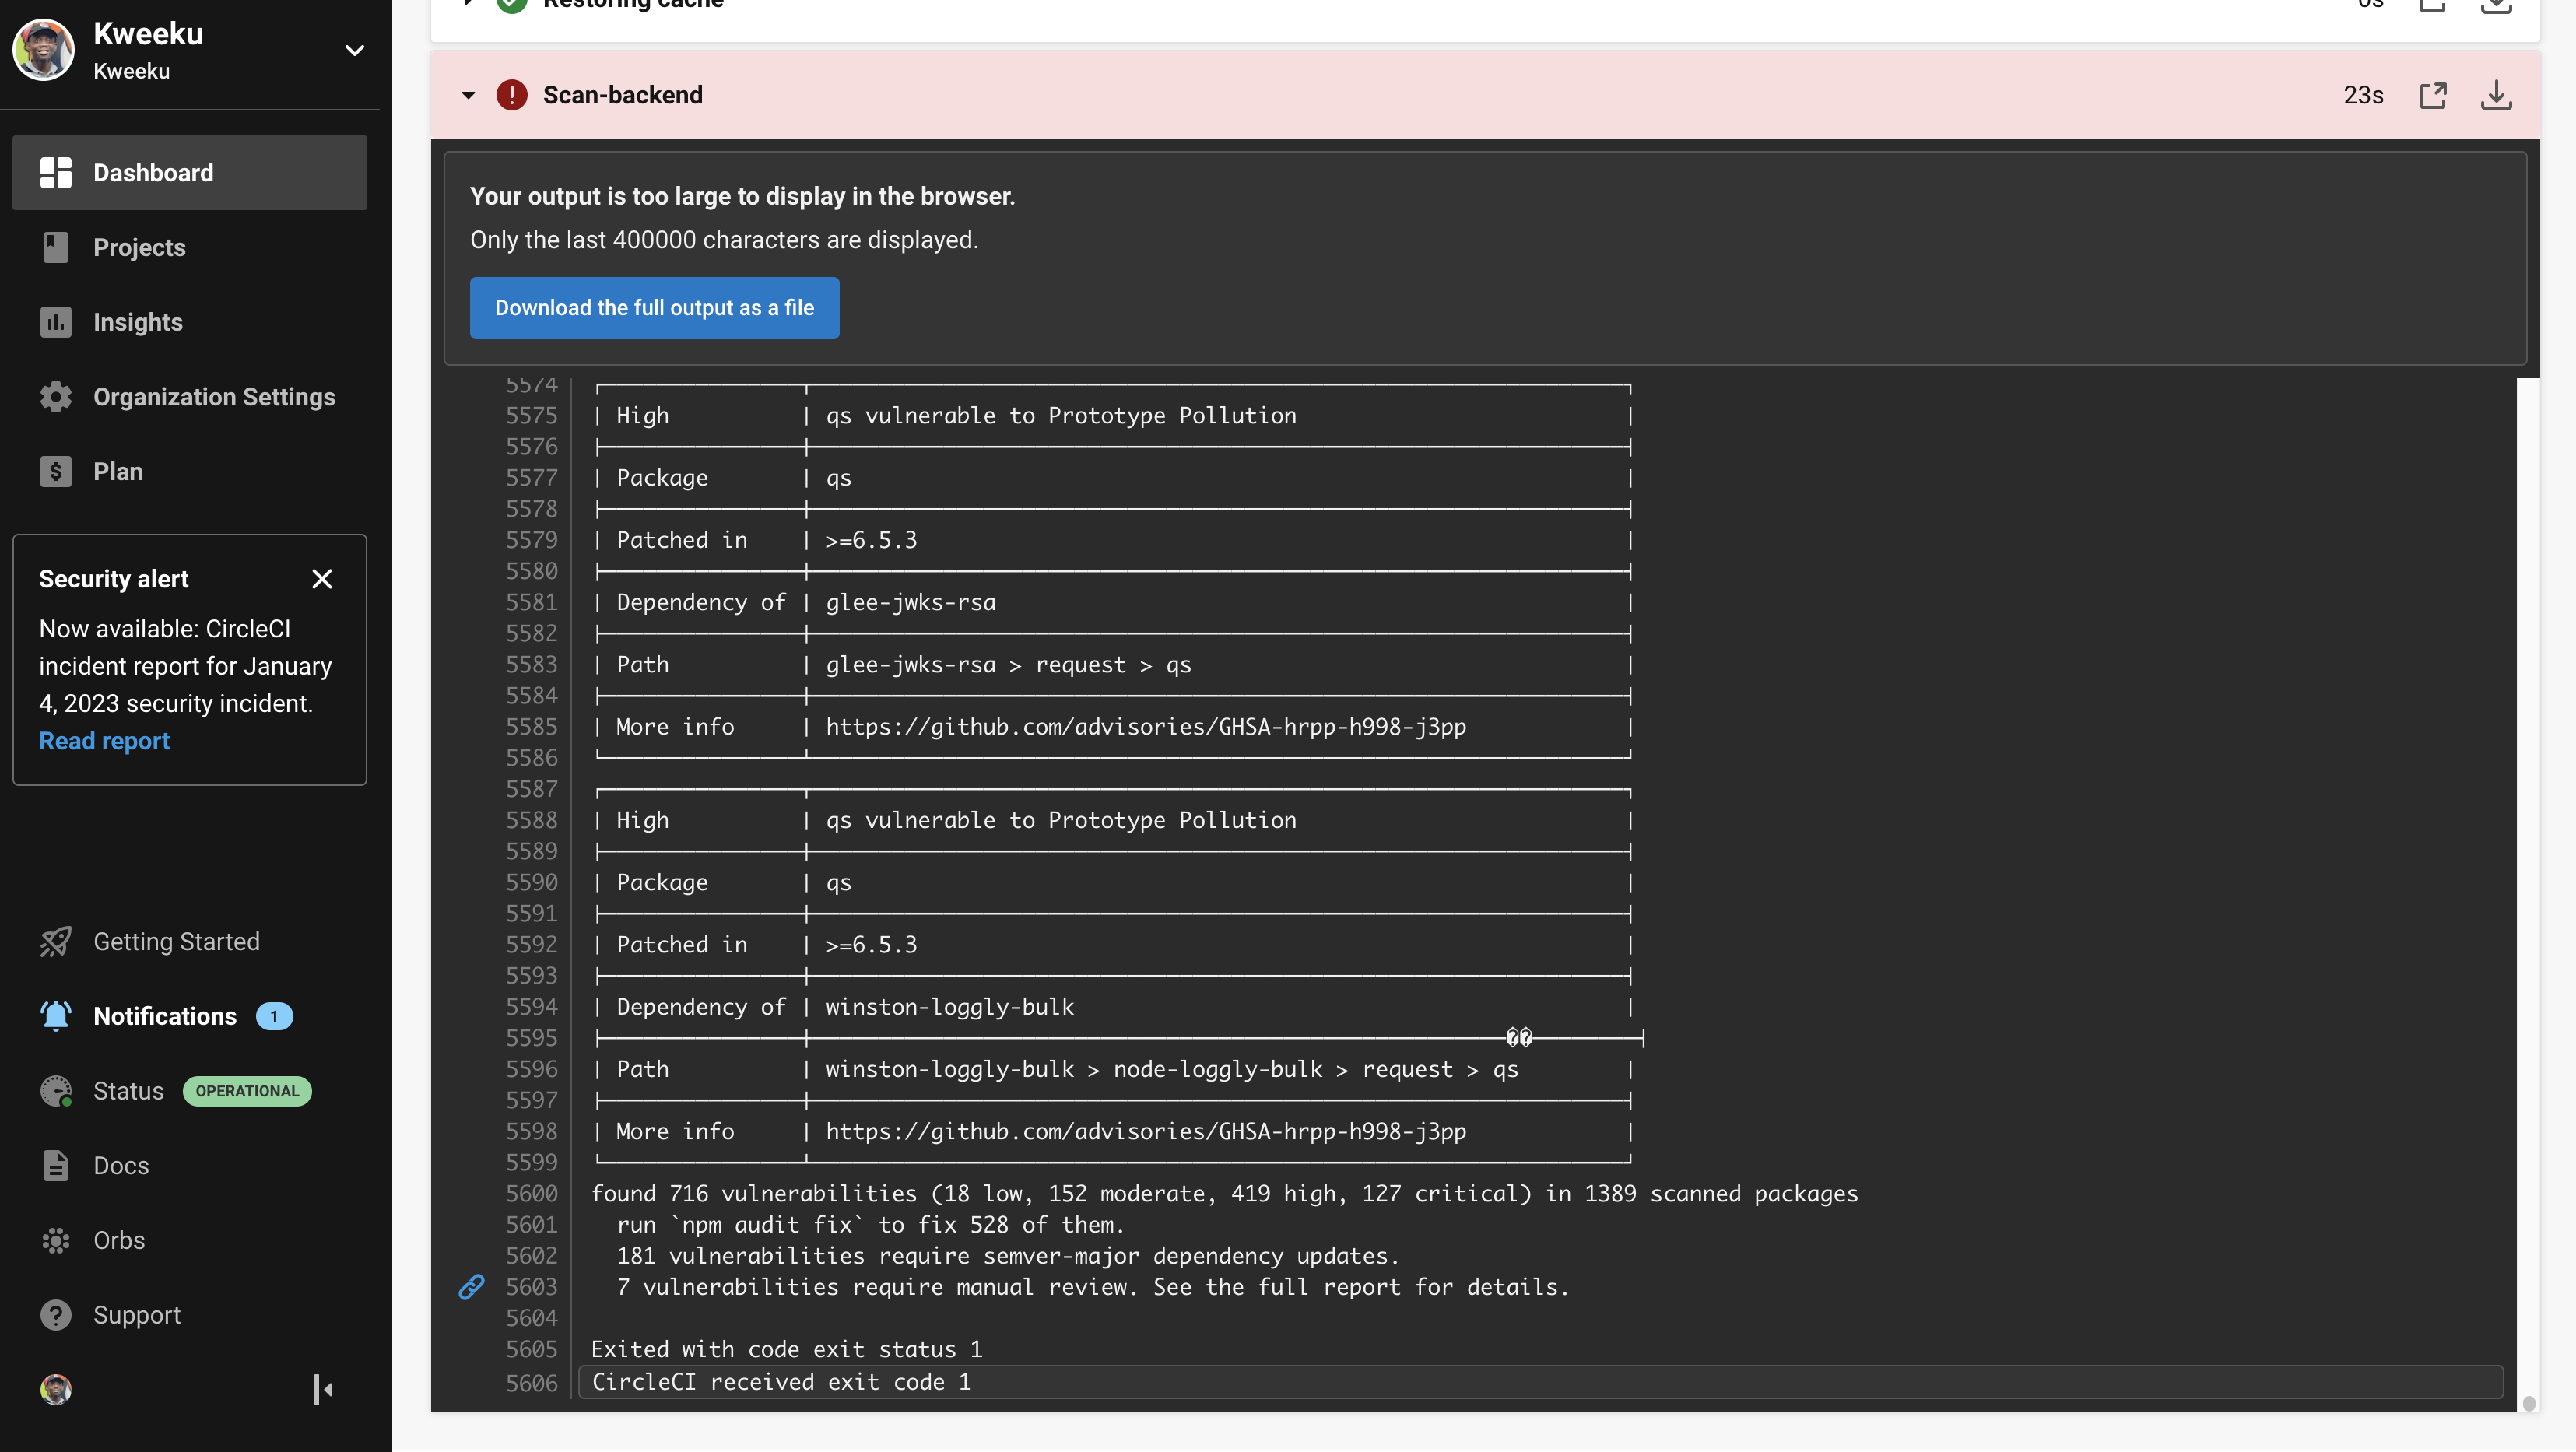 Kweeku
Kweeku
Dashboard
Projects
Insights
Organization Settings
Plan
Security alert
Now available: CircleCI
incident report for January
4, 2023 security incident.
Read report
Getting Started
Notifications 1
Status OPERATIONAL
Docs
Orbs
Support
Restoring cache 0s
Scan-backend 23s
Your output is too large to display in the browser.
Only the last 400000 characters are displayed.
Download the full output as a file
5574
5575 | High | qs vulnerable to Prototype Pollution |
5576
5577 | Package | qs |
5578
5579 | Patched in | >=6.5.3 |
5580
5581 | Dependency of | glee-jwks-rsa |
5582
5583 | Path | glee-jwks-rsa > request > qs |
5584
5585 | More info | https://github.com/advisories/GHSA-hrpp-h998-j3pp |
5586
5587
5588 | High | qs vulnerable to Prototype Pollution |
5589
5590 | Package | qs |
5591
5592 | Patched in | >=6.5.3 |
5593
5594 | Dependency of | winston-loggly-bulk |
5595 ��
5596 | Path | winston-loggly-bulk > node-loggly-bulk > request > qs |
5597
5598 | More info | https://github.com/advisories/GHSA-hrpp-h998-j3pp |
5599
5600 found 716 vulnerabilities (18 low, 152 moderate, 419 high, 127 critical) in 1389 scanned packages
5601 run `npm audit fix` to fix 528 of them.
5602 181 vulnerabilities require semver-major dependency updates.
5603 7 vulnerabilities require manual review. See the full report for details.
5604
5605 Exited with code exit status 1
5606 CircleCI received exit code 1